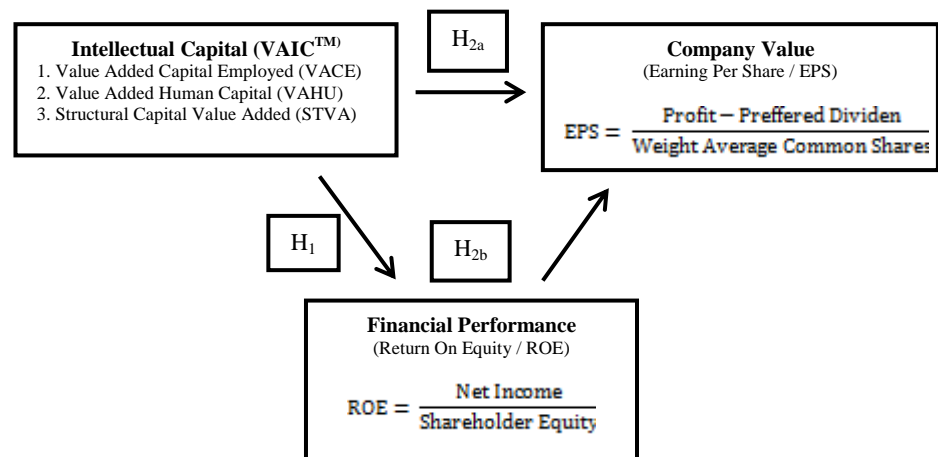 Intellectual Capital (VAIC™)
1. Value Added Capital Employed (VACE)
2. Value Added Human Capital (VAHU)
3. Structural Capital Value Added (STVA)
H2a
Company Value
(Earning Per Share / EPS)
EPS = Profit − Preffered Dividen
Weight Average Common Shares
H1
H2b
Financial Performance
(Return On Equity / ROE)
ROE = Net Income
Shareholder Equity